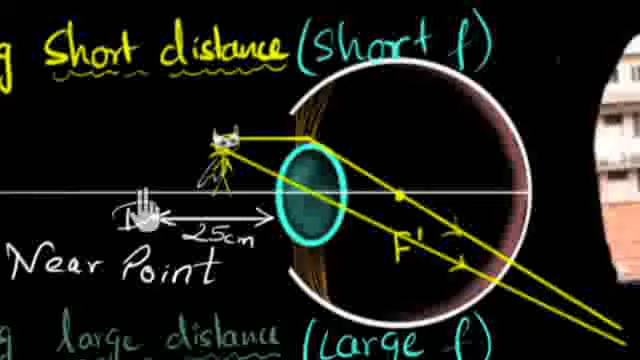 g Short distance (short f)
25cm
F'
Near Point
g large distance (Large f)